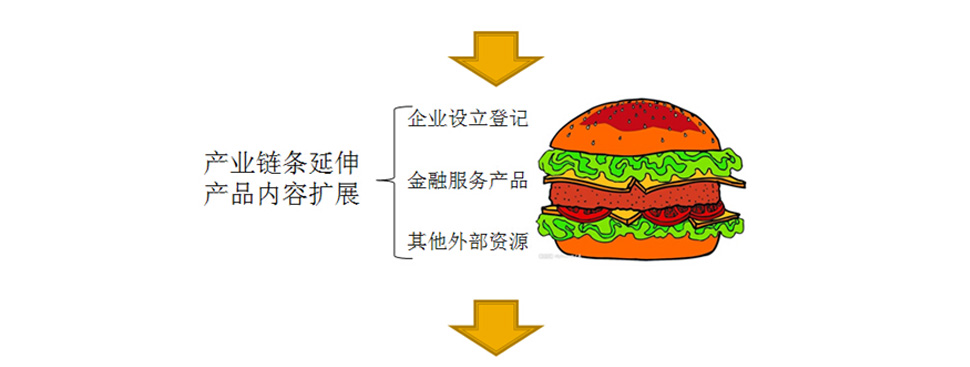 产业链条延伸
产品内容扩展
企业设立登记
金融服务产品
其他外部资源